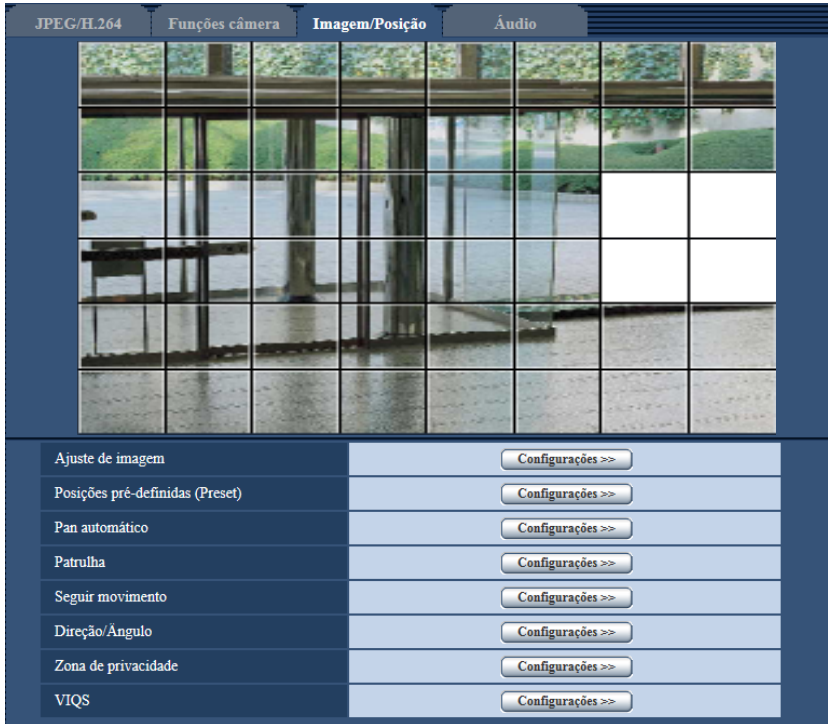 JPEG/H.264 Funções câmera Imagem/Posição Áudio
Ajuste de imagem Configurações >>
Posições pré-definidas (Preset) Configurações >>
Pan automático Configurações >>
Patrulha Configurações >>
Seguir movimento Configurações >>
Direção/Ângulo Configurações >>
Zona de privacidade Configurações >>
VIQS Configurações >>